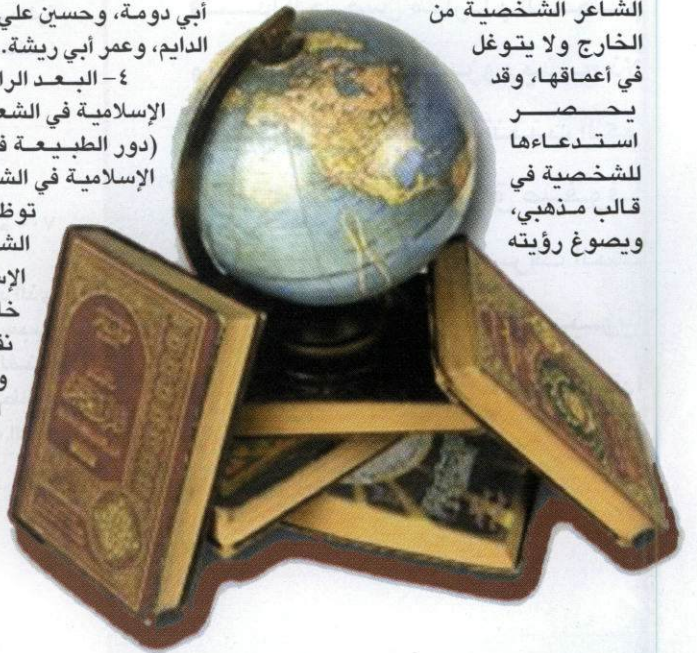 الشاعر الشخصية من
الخارج ولا يتوغل
في أعماقها، وقد
يحصر
استدعاءها
للشخصية في
قالب مذهبي،
ويصوغ رؤيته
أبي دومة، وحسين علي
الدايم، وعمر أبي ريشة.
٤- البعد الرا
الإسلامية في الشع
(دور الطبيعة ف
الإسلامية في الش
توظ
الش
الإس
خا
نق
و